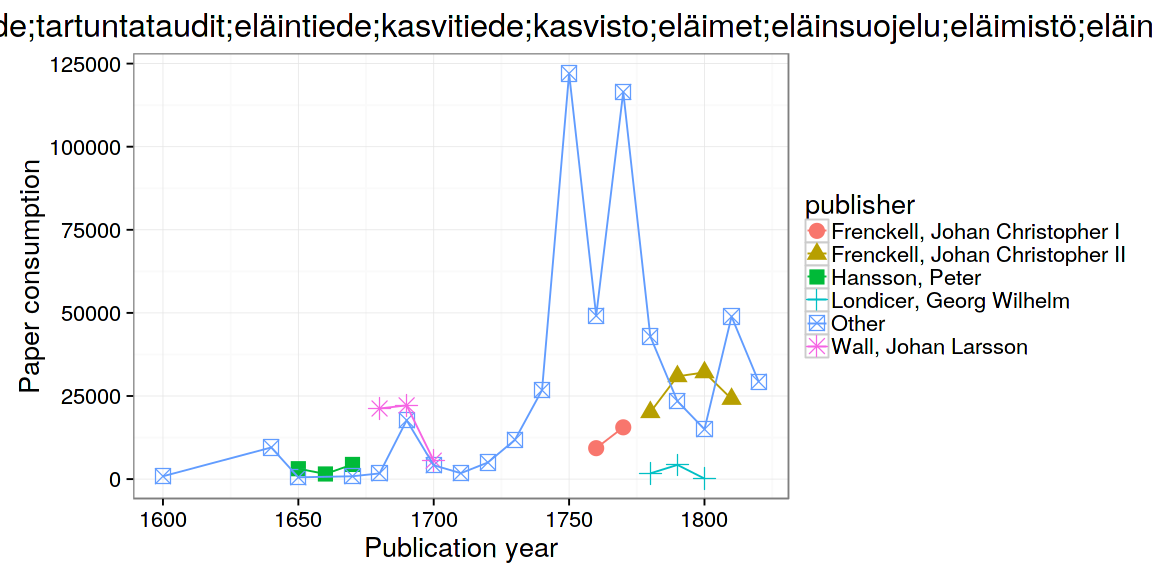 de;tartuntataudit;eläintiede;kasvitiede;kasvisto;eläimet;eläinsuojelu;eläimistö;eläin
125000
100000
75000
50000
25000
0
Paper consumption
1600 1650 1700 1750 1800
Publication year
publisher
Frenckell, Johan Christopher I
Frenckell, Johan Christopher II
Hansson, Peter
Londicer, Georg Wilhelm
Other
Wall, Johan Larsson